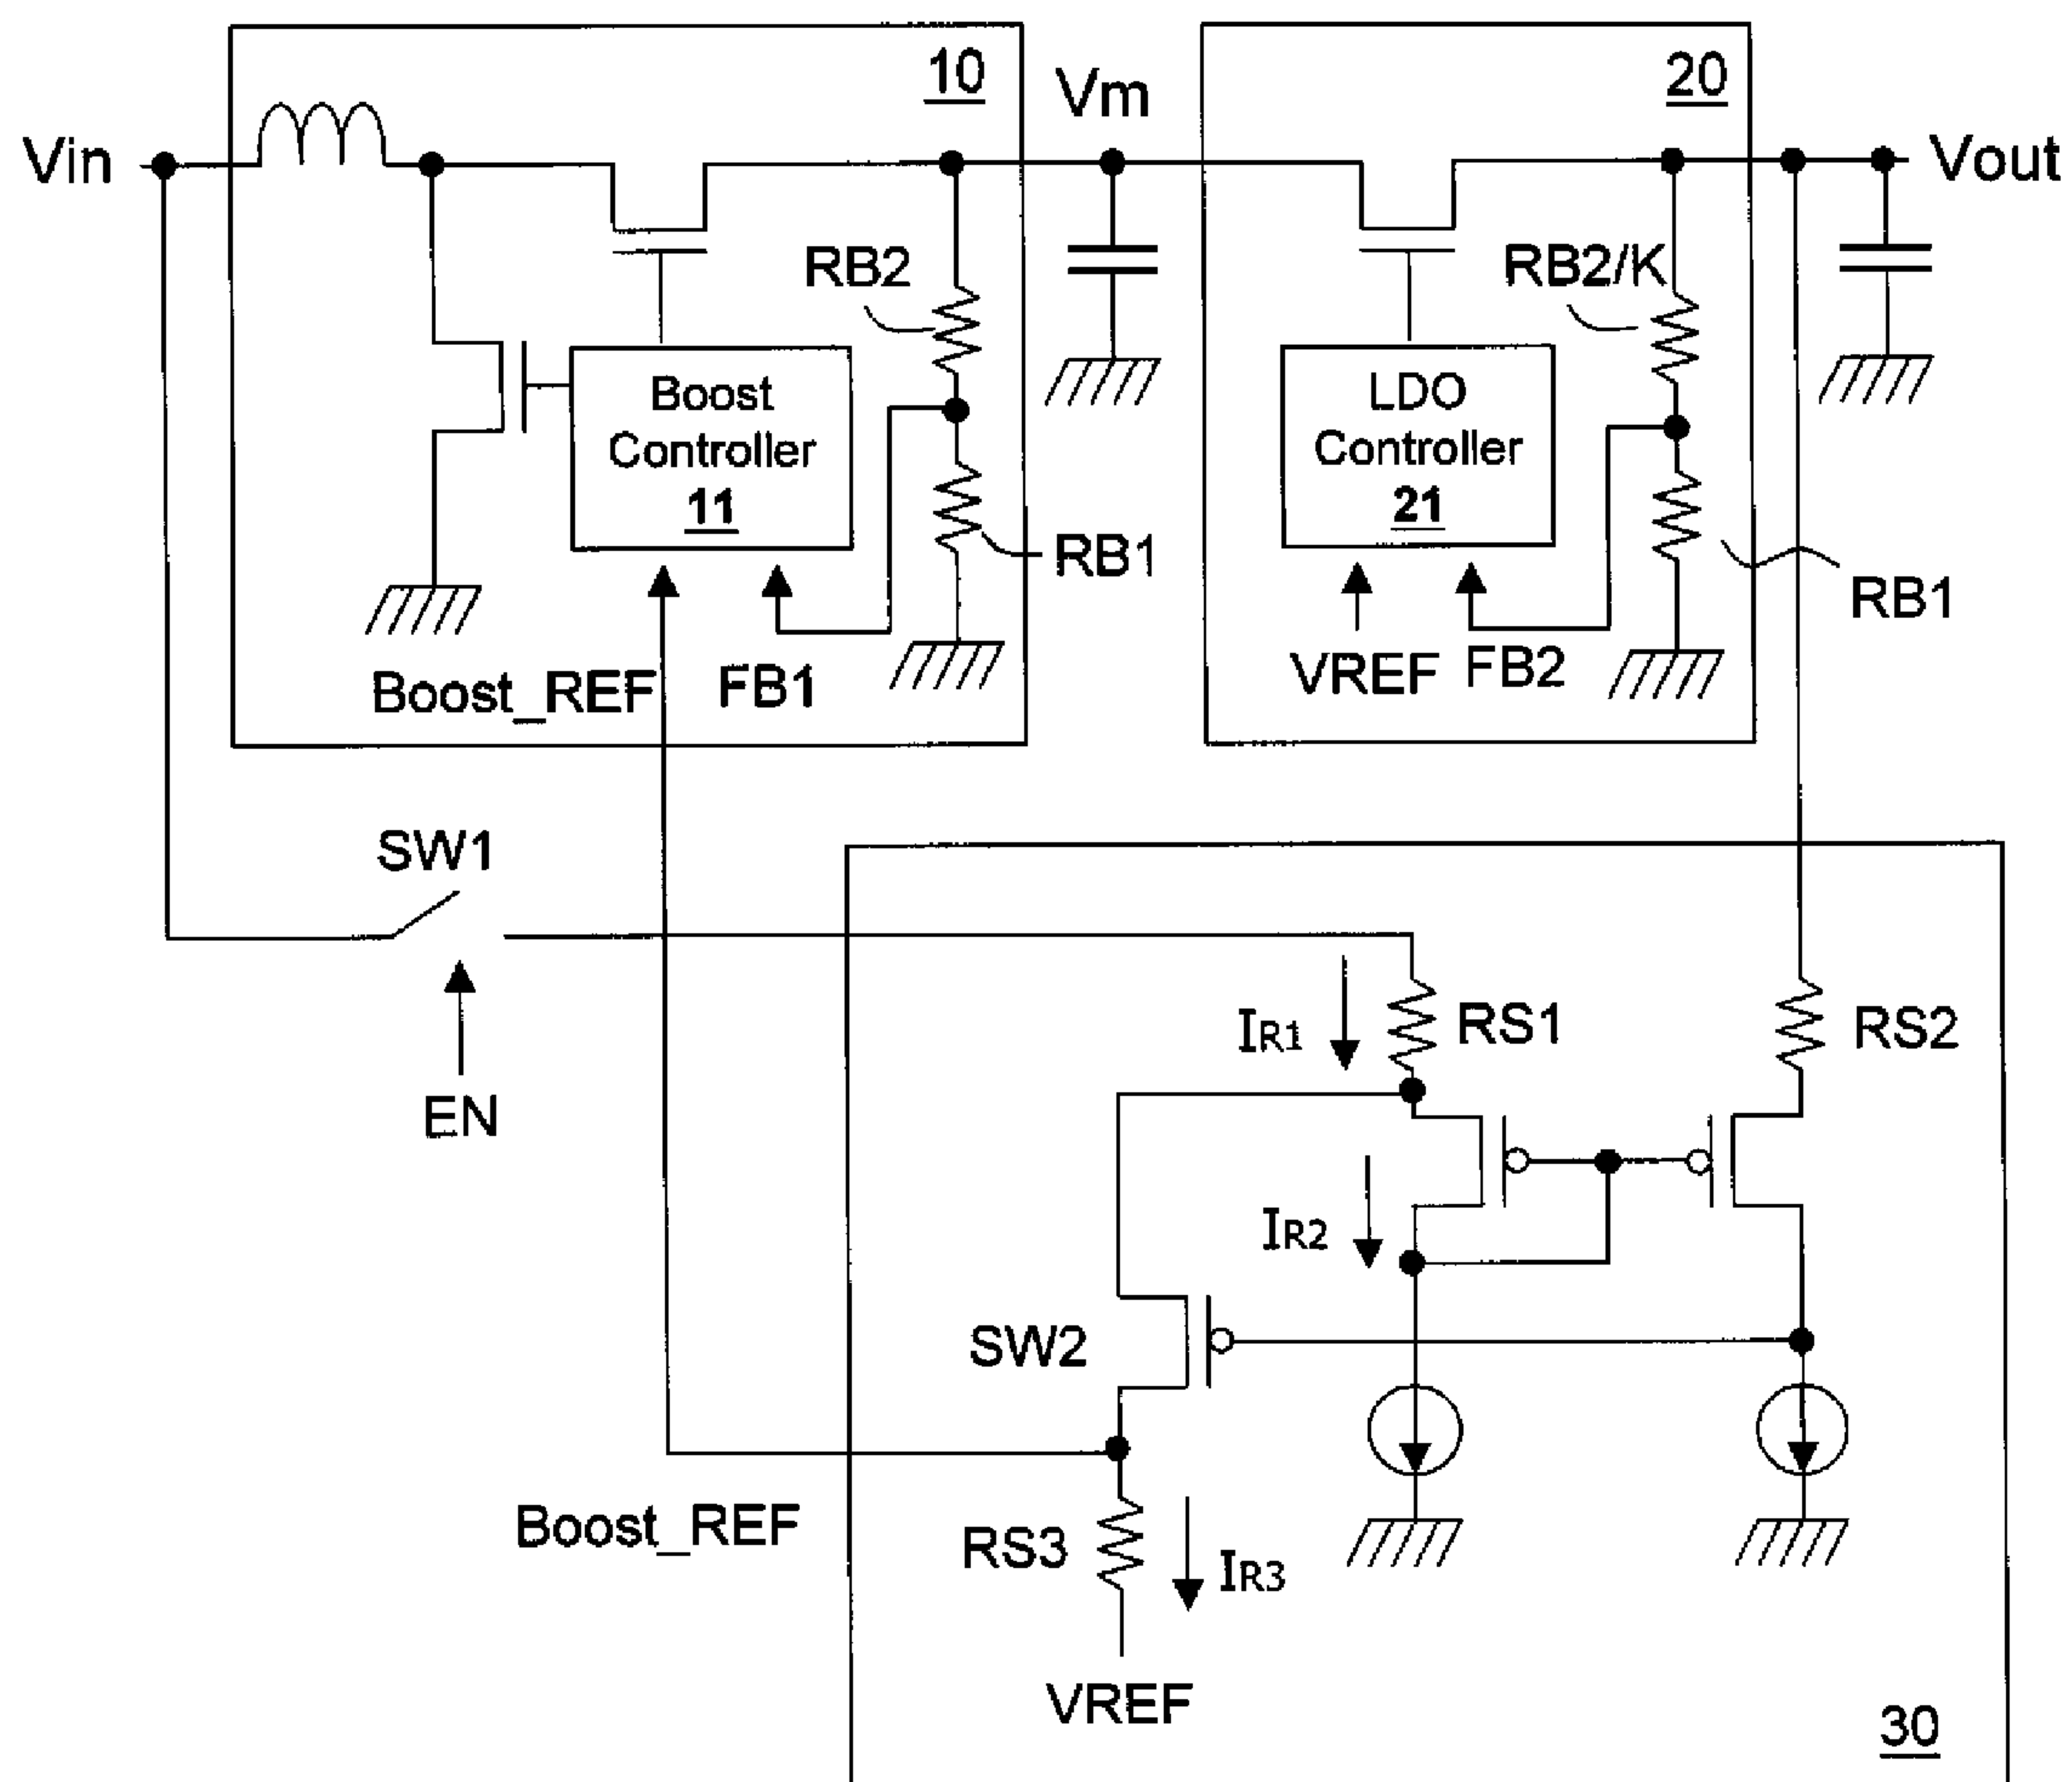 10
20
Vin
Vm
Vout
RB2
RB2/K
Boost
Controller
11
LDO
Controller
21
RB1
RB1
Boost_REF
FB1
VREF
FB2
SW1
EN
IR1
RS1
RS2
IR2
SW2
Boost_REF
RS3
IR3
VREF
30